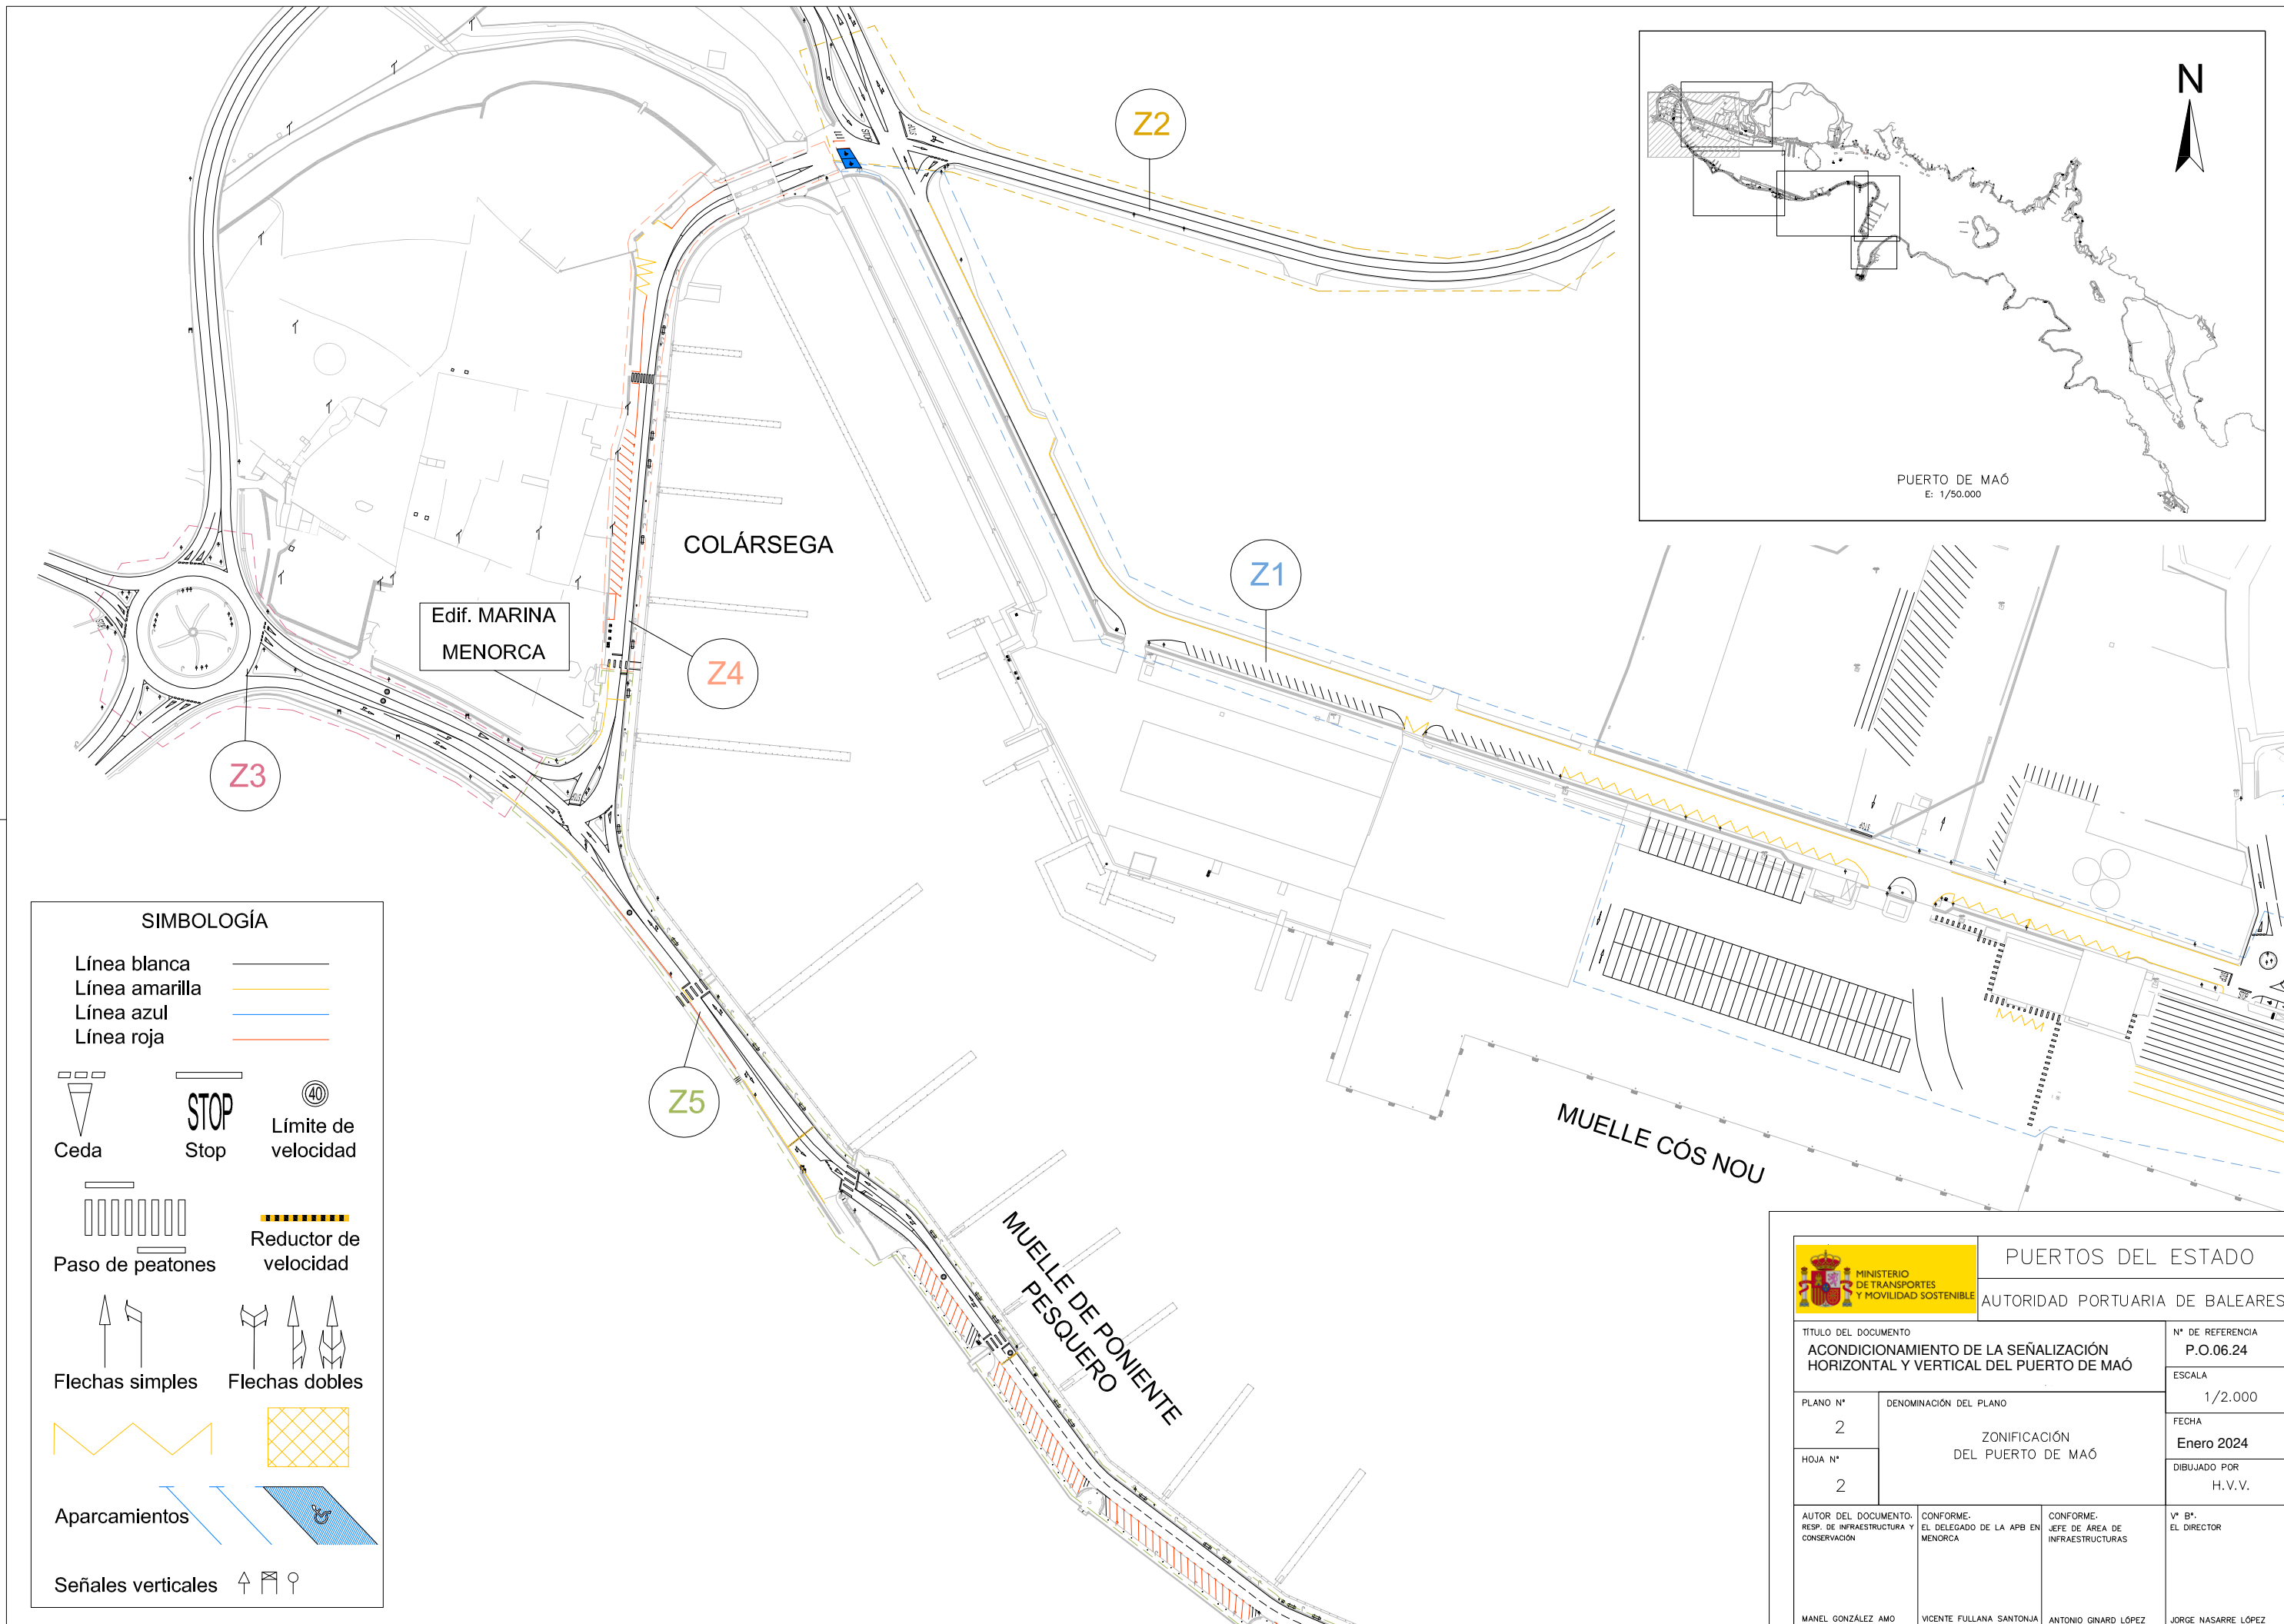 Z2
N
PUERTO DE MAÓ
E: 1/50.000
STOP
STOP
COLÁRSEGA
Z1
Edif. MARINA
MENORCA
Z4
Z3
STOP
STOP
STOP
Z5
MUELLE CÓS NOU
MUELLE DE PONIENTE
PESQUERO
SIMBOLOGÍA
Línea blanca
Línea amarilla
Línea azul
Línea roja
STOP
40
Ceda
Stop
Límite de
velocidad
Paso de peatones
Reductor de
velocidad
Flechas simples
Flechas dobles
Aparcamientos
Señales verticales
MINISTERIO
DE TRANSPORTES
Y MOVILIDAD SOSTENIBLE
PUERTOS DEL ESTADO
AUTORIDAD PORTUARIA DE BALEARES
TÍTULO DEL DOCUMENTO
ACONDICIONAMIENTO DE LA SEÑALIZACIÓN
HORIZONTAL Y VERTICAL DEL PUERTO DE MAÓ
Nº DE REFERENCIA
P.O.06.24
ESCALA
1/2.000
PLANO Nº
2
DENOMINACIÓN DEL PLANO
ZONIFICACIÓN
DEL PUERTO DE MAÓ
FECHA
Enero 2024
HOJA Nº
2
DIBUJADO POR
H.V.V.
AUTOR DEL DOCUMENTO.
RESP. DE INFRAESTRUCTURA Y
CONSERVACIÓN
CONFORME.
EL DELEGADO DE LA APB EN
MENORCA
CONFORME.
JEFE DE ÁREA DE
INFRAESTRUCTURAS
Vº Bº.
EL DIRECTOR
MANEL GONZÁLEZ AMO
VICENTE FULLANA SANTONJA
ANTONIO GINARD LÓPEZ
JORGE NASARRE LÓPEZ